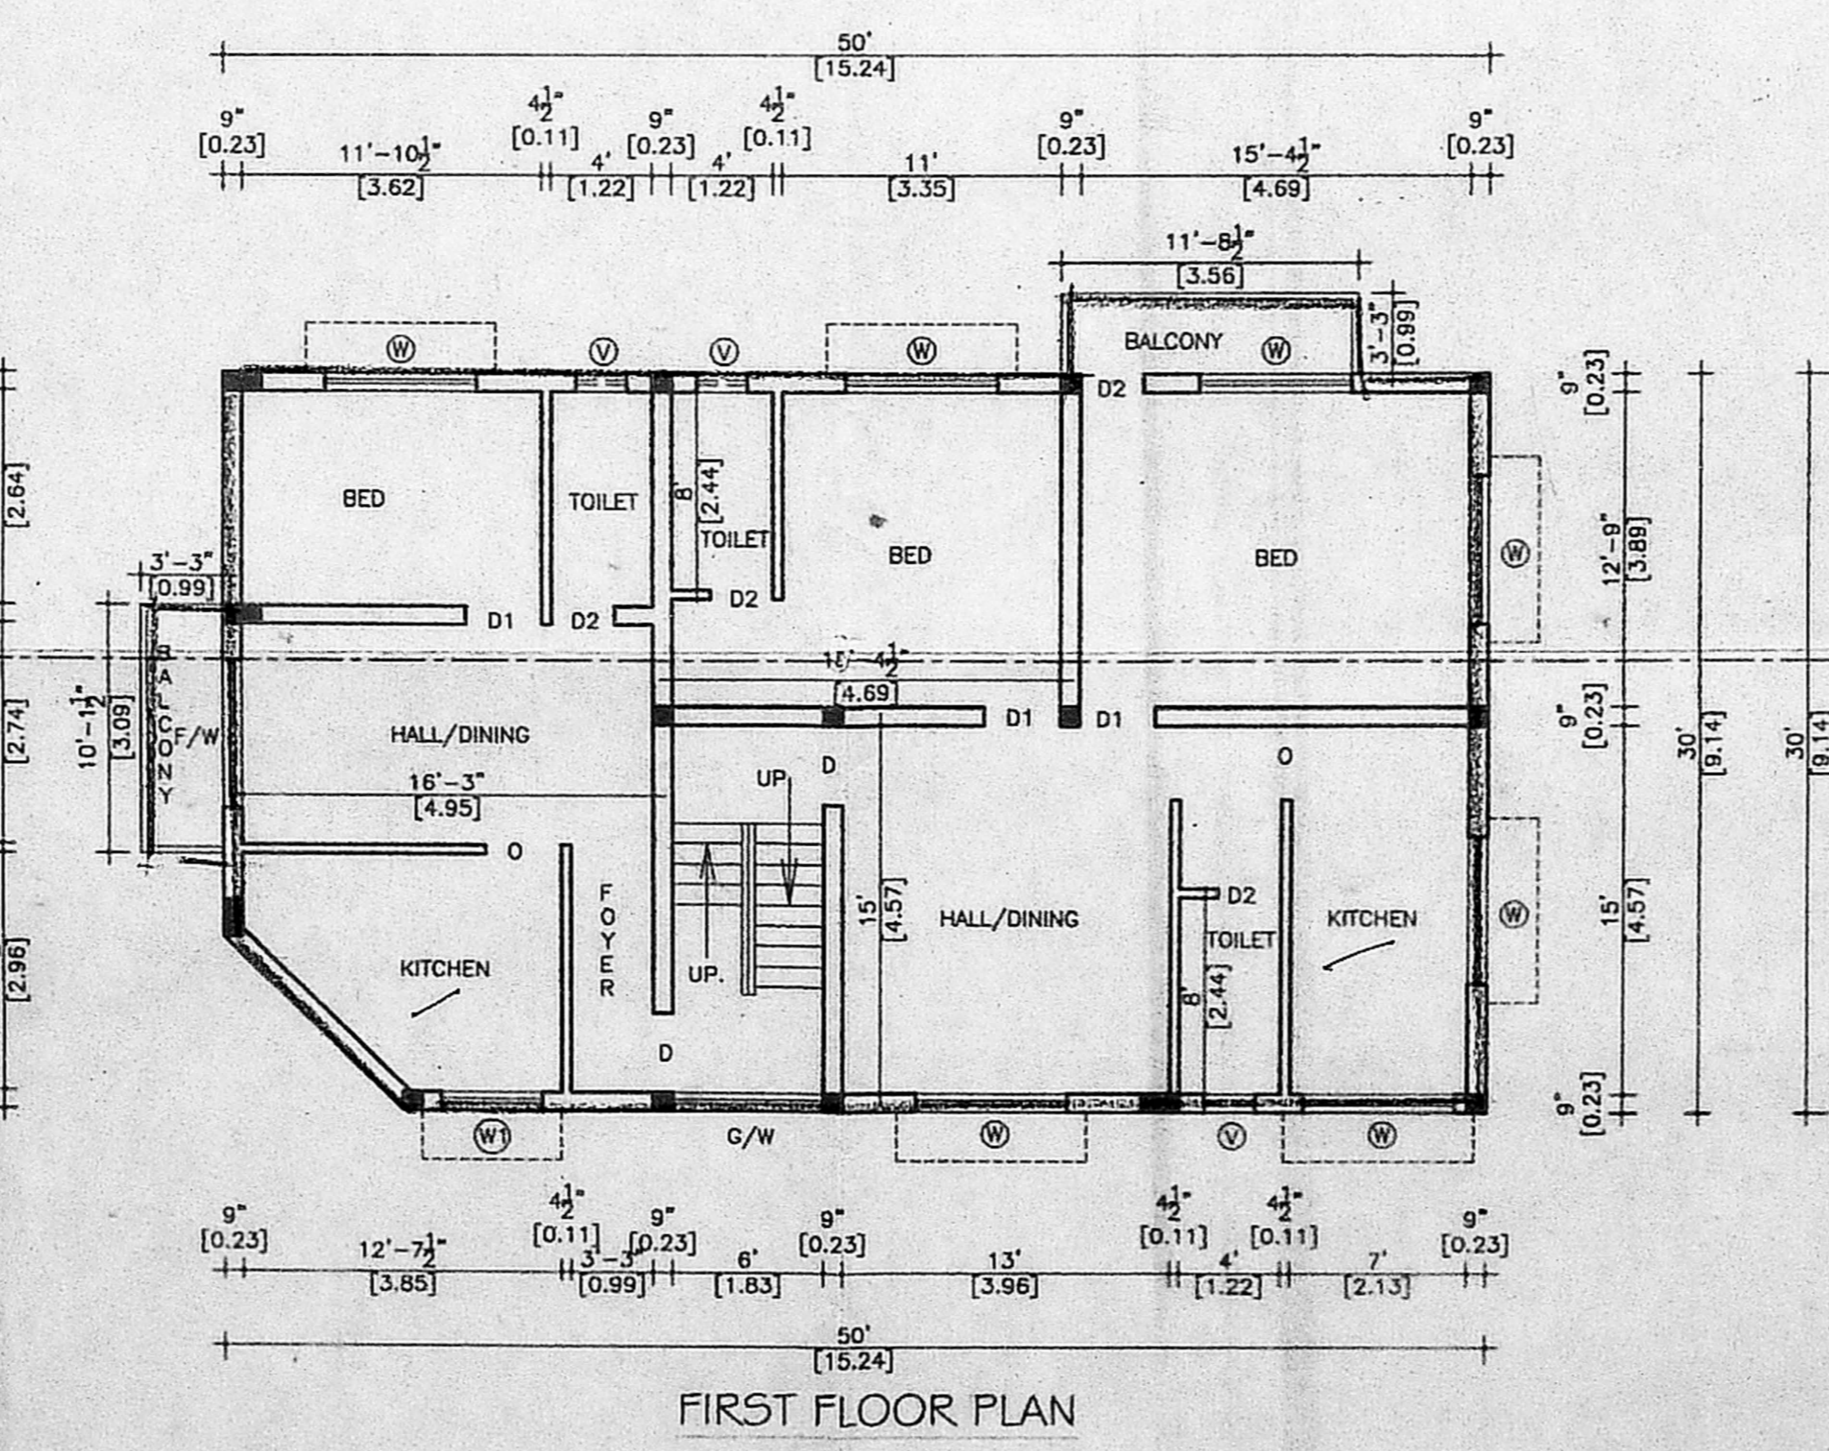 50'
[15.24]
9" 4½" 9" 4½" 9" 9"
[0.23] [0.11] [0.23] [0.11] [0.23] [0.23]
11'-10½" 4' 4' 11' 15'-4½"
[3.62] [1.22] [1.22] [3.35] [4.69]
11'-8½"
[3.56]
3'-3"
[0.99]
BALCONY
W V V W W
D2
9"
[0.23]
[2.64]
BED
TOILET
8'
[2.44]
TOILET
BED
BED
W
12'-9"
[3.89]
3'-3"
[0.99]
D1 D2 D2
[4.69]
D1 D1
9"
[0.23]
30'
[9.14]
30'
[9.14]
[2.74]
10'-1½"
[3.09]
BALCONY
F/W
HALL/DINING
16'-3"
[4.95]
D
UP
O
O
FOYER
UP.
15'
[4.57]
HALL/DINING
D2
TOILET
8'
[2.44]
KITCHEN
W
15'
[4.57]
[2.96]
KITCHEN
D
9"
[0.23]
W1 G/W W V W
9" 4½" 9" 9" 4½" 4½" 9"
[0.23] [0.11] [0.23] [0.23] [0.11] [0.11] [0.23]
12'-7½" 3'-3" 6' 13' 4' 7'
[3.85] [0.99] [1.83] [3.96] [1.22] [2.13]
50'
[15.24]
FIRST FLOOR PLAN